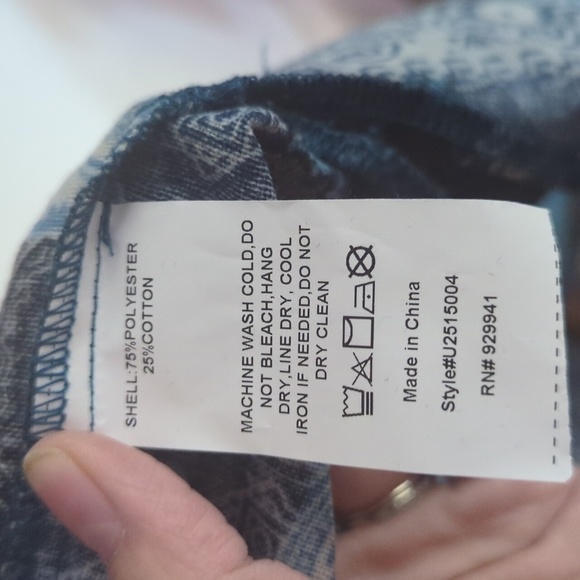 SHELL:75%POLYESTER
25%COTTON
MACHINE WASH COLD,DO
NOT BLEACH,HANG
DRY,LINE DRY, COOL
IRON IF NEEDED,DO NOT
DRY CLEAN
Made in China
Style#U2515004
RN# 929941